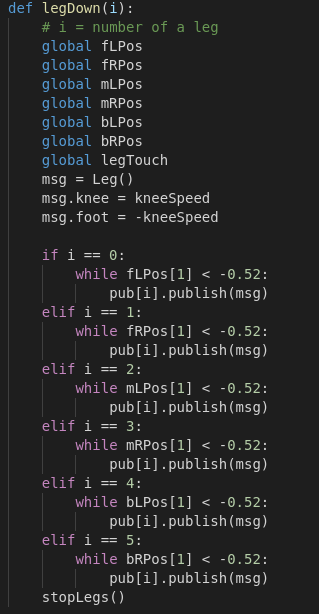 def legDown(i):
    # i = number of a leg
    global fLPos
    global fRPos
    global mLPos
    global mRPos
    global bLPos
    global bRPos
    global legTouch
    msg = Leg()
    msg.knee = kneeSpeed
    msg.foot = -kneeSpeed

    if i == 0:
        while fLPos[1] < -0.52:
            pub[i].publish(msg)
    elif i == 1:
        while fRPos[1] < -0.52:
            pub[i].publish(msg)
    elif i == 2:
        while mLPos[1] < -0.52:
            pub[i].publish(msg)
    elif i == 3:
        while mRPos[1] < -0.52:
            pub[i].publish(msg)
    elif i == 4:
        while bLPos[1] < -0.52:
            pub[i].publish(msg)
    elif i == 5:
        while bRPos[1] < -0.52:
            pub[i].publish(msg)
    stopLegs()